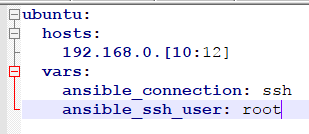 ubuntu:
  hosts:
    192.168.0.[10:12]
  vars:
    ansible_connection: ssh
    ansible_ssh_user: root